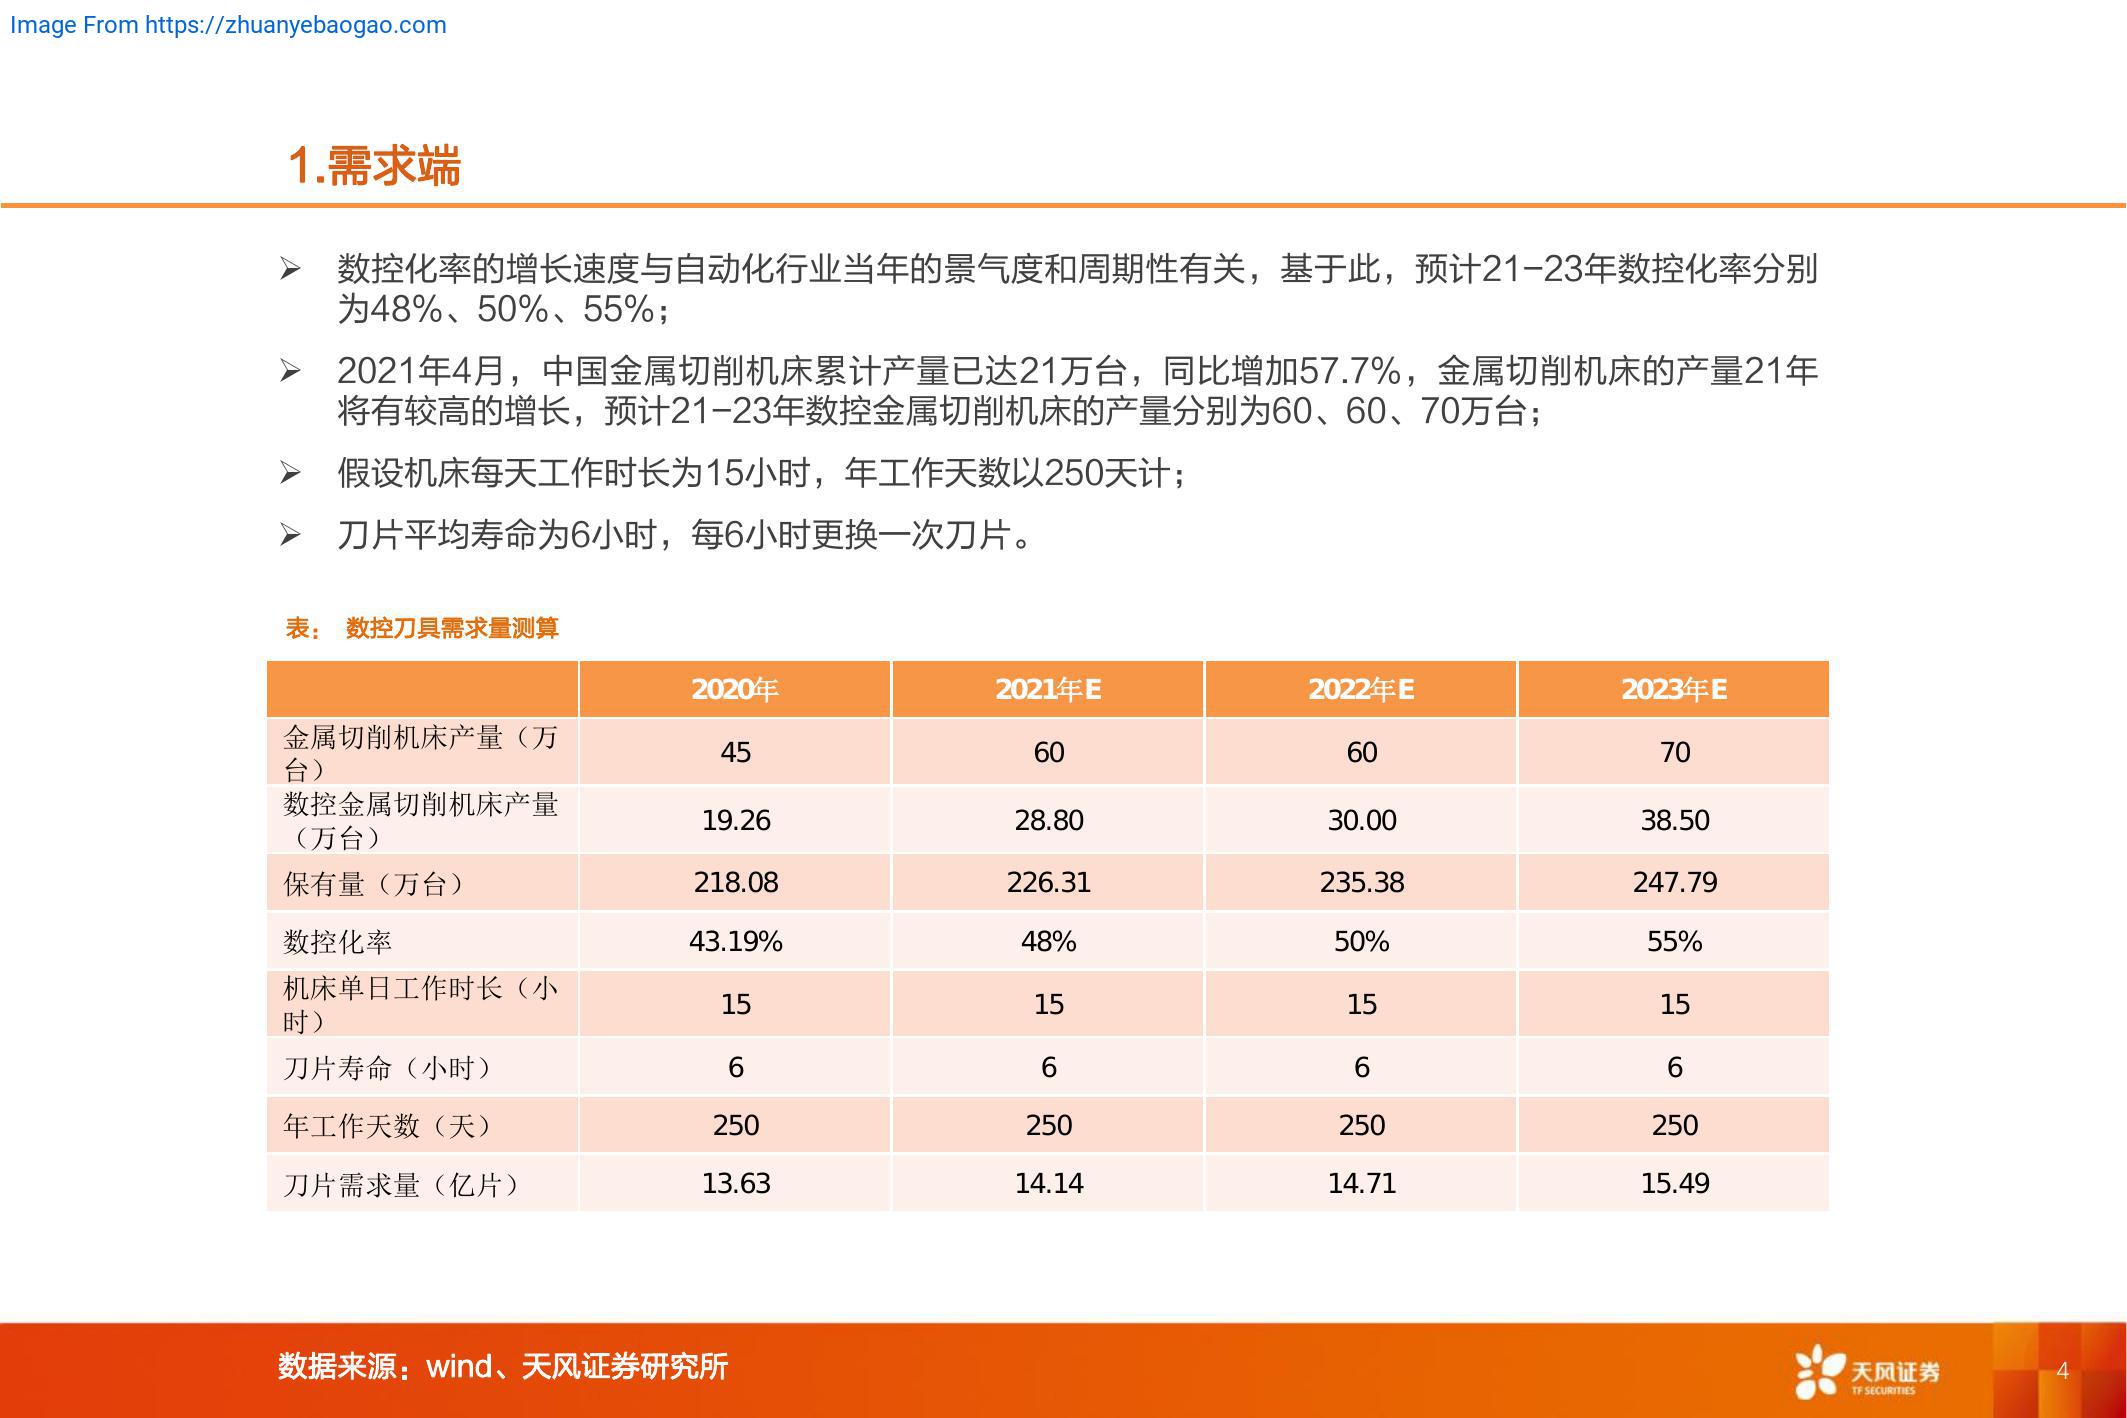 Image From https://zhuanyebaogao.com
1.需求端
➢ 数控化率的增长速度与自动化行业当年的景气度和周期性有关，基于此，预计21-23年数控化率分别
为48%、50%、55%；
➢ 2021年4月，中国金属切削机床累计产量已达21万台，同比增加57.7%，金属切削机床的产量21年
将有较高的增长，预计21-23年数控金属切削机床的产量分别为60、60、70万台；
➢ 假设机床每天工作时长为15小时，年工作天数以250天计；
➢ 刀片平均寿命为6小时，每6小时更换一次刀片。
表： 数控刀具需求量测算
2020年 2021年E 2022年E 2023年E
金属切削机床产量（万
台） 45 60 60 70
数控金属切削机床产量
（万台） 19.26 28.80 30.00 38.50
保有量（万台） 218.08 226.31 235.38 247.79
数控化率 43.19% 48% 50% 55%
机床单日工作时长（小
时） 15 15 15 15
刀片寿命（小时） 6 6 6 6
年工作天数（天） 250 250 250 250
刀片需求量（亿片） 13.63 14.14 14.71 15.49
数据来源：wind、天风证券研究所
天风证券
TF SECURITIES
4